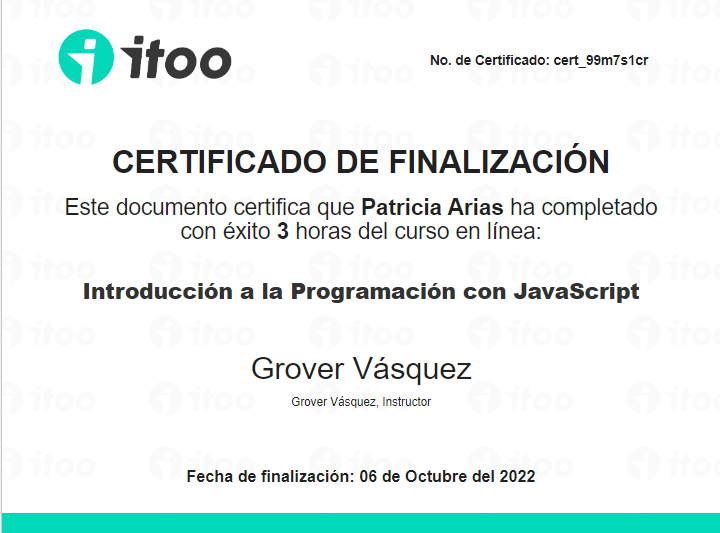 itoo
No. de Certificado: cert_99m7s1cr
CERTIFICADO DE FINALIZACIÓN
Este documento certifica que Patricia Arias ha completado
con éxito 3 horas del curso en línea:
Introducción a la Programación con JavaScript
Grover Vásquez
Grover Vásquez, Instructor
Fecha de finalización: 06 de Octubre del 2022